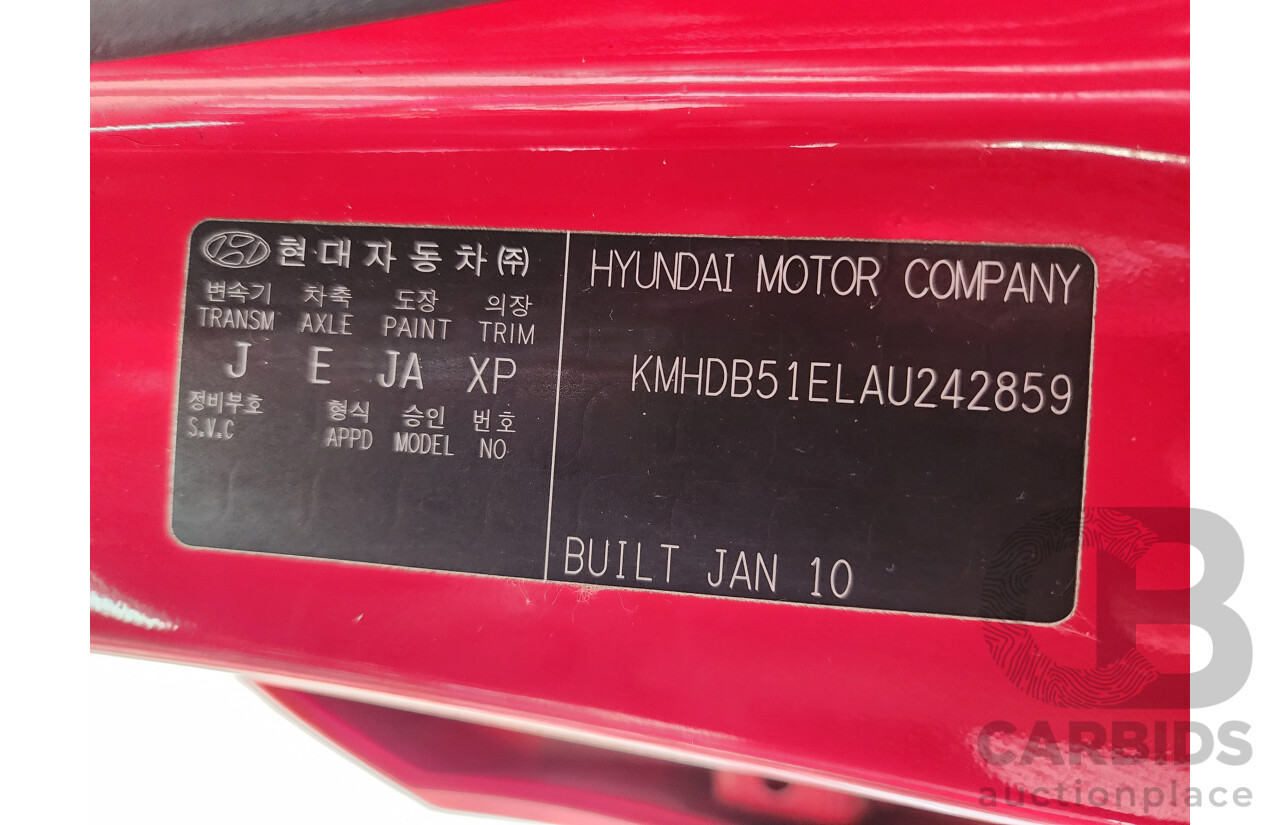 현대자동차㈜
변속기 차축 도장 의장
TRANSM AXLE PAINT TRIM
J E JA XP
정비부호 형식 승인 번호
S.V.C APPD MODEL NO
HYUNDAI MOTOR COMPANY
KMHDB51ELAU242859
BUILT JAN 10
CB
CARBIDS
auctionplace